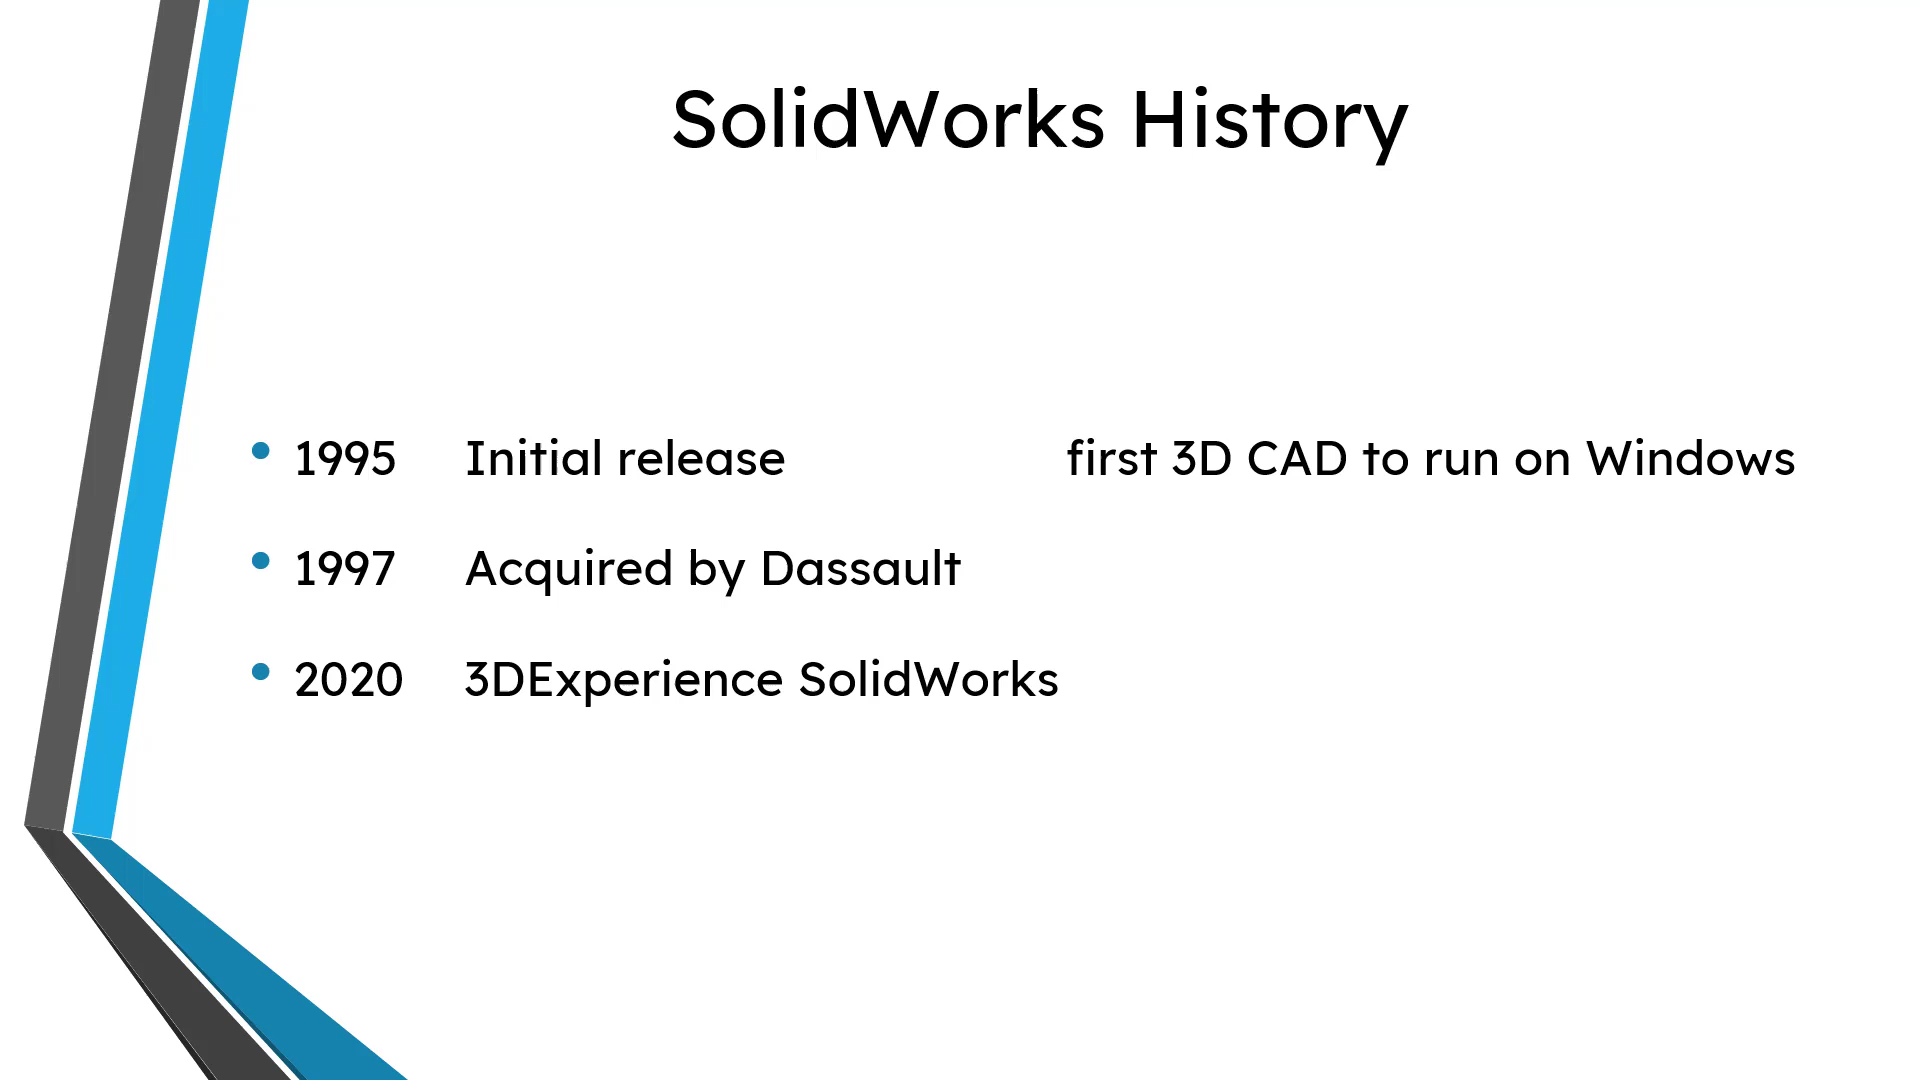 SolidWorks History
1995 Initial release first 3D CAD to run on Windows
1997 Acquired by Dassault
2020 3DExperience SolidWorks